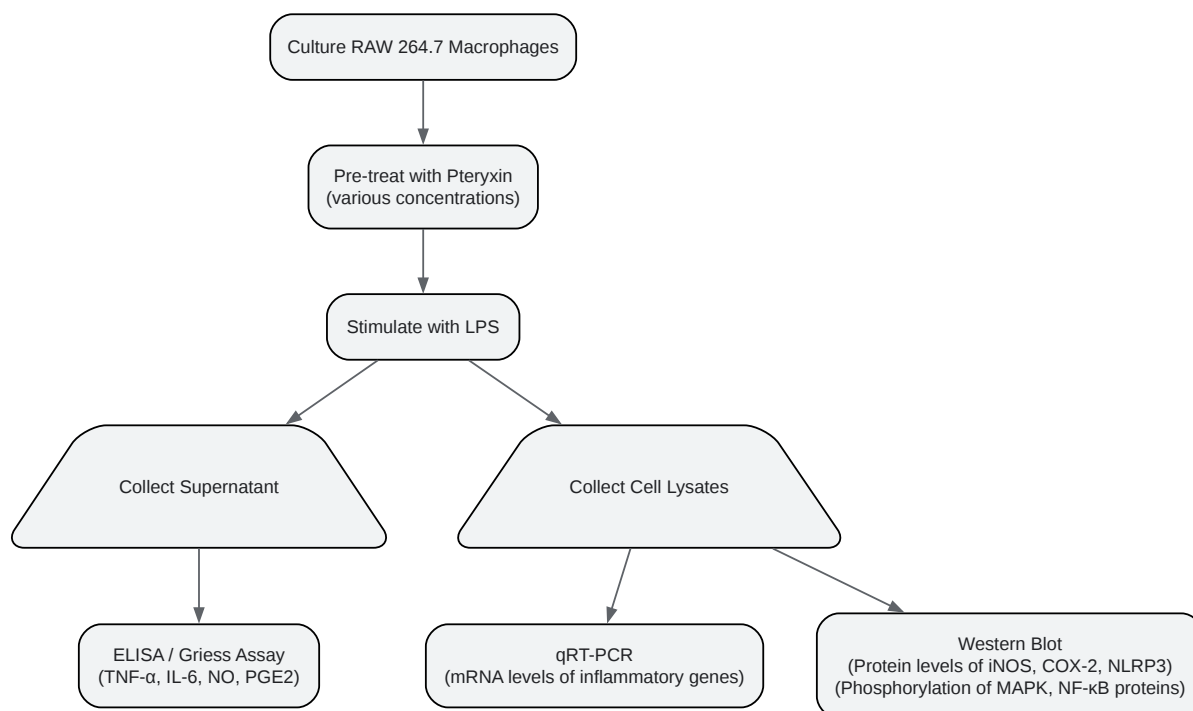 Culture RAW 264.7 Macrophages
Pre-treat with Pteryxin
(various concentrations)
Stimulate with LPS
Collect Supernatant
Collect Cell Lysates
ELISA / Griess Assay
(TNF-α, IL-6, NO, PGE2)
qRT-PCR
(mRNA levels of inflammatory genes)
Western Blot
(Protein levels of iNOS, COX-2, NLRP3)
(Phosphorylation of MAPK, NF-κB proteins)